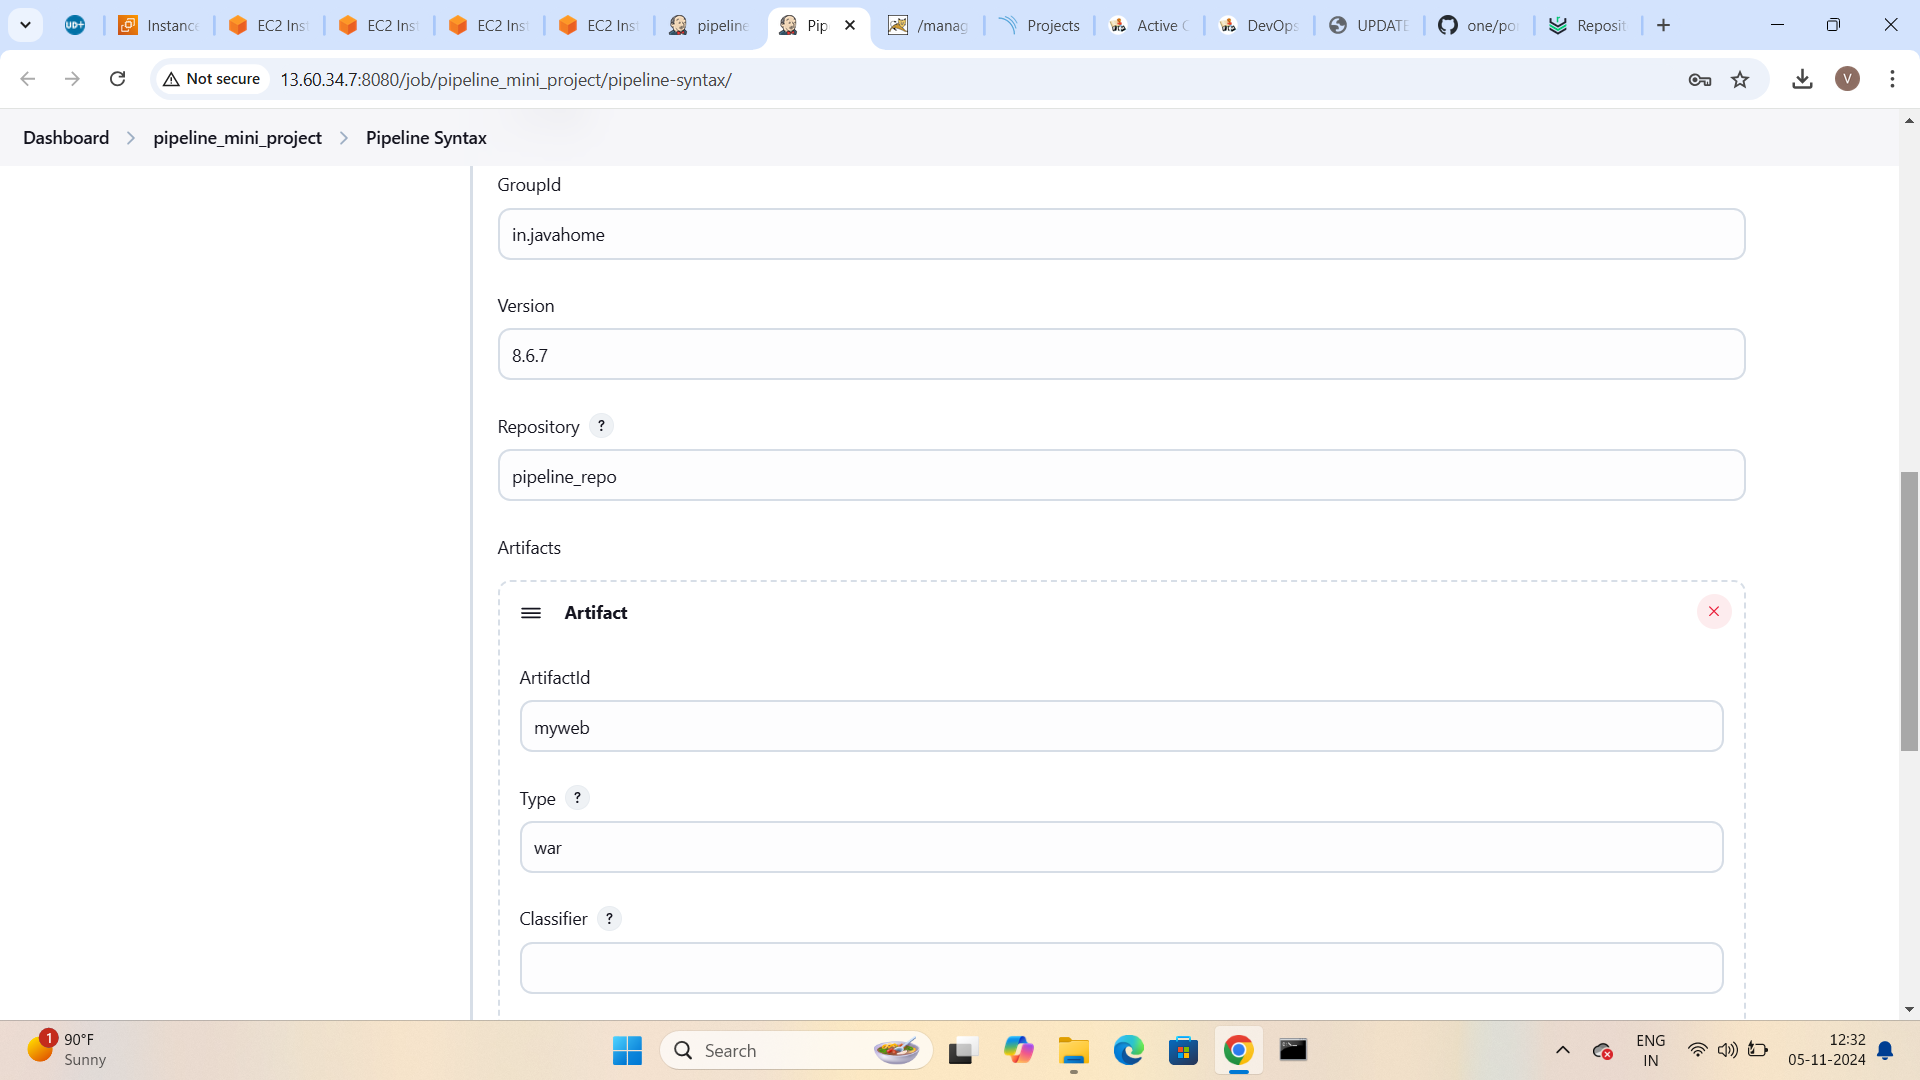 UD+
Instance
EC2 Inst
EC2 Inst
EC2 Inst
EC2 Inst
pipeline
Pip
/manag
Projects
Active C
DevOps
UPDATE
one/po
Reposit
Not secure
13.60.34.7:8080/job/pipeline_mini_project/pipeline-syntax/
V
Dashboard > pipeline_mini_project > Pipeline Syntax
GroupId
in.javahome
Version
8.6.7
Repository ?
pipeline_repo
Artifacts
Artifact
ArtifactId
myweb
Type ?
war
Classifier ?
1
90°F
Sunny
Search
ENG
IN
12:32
05-11-2024